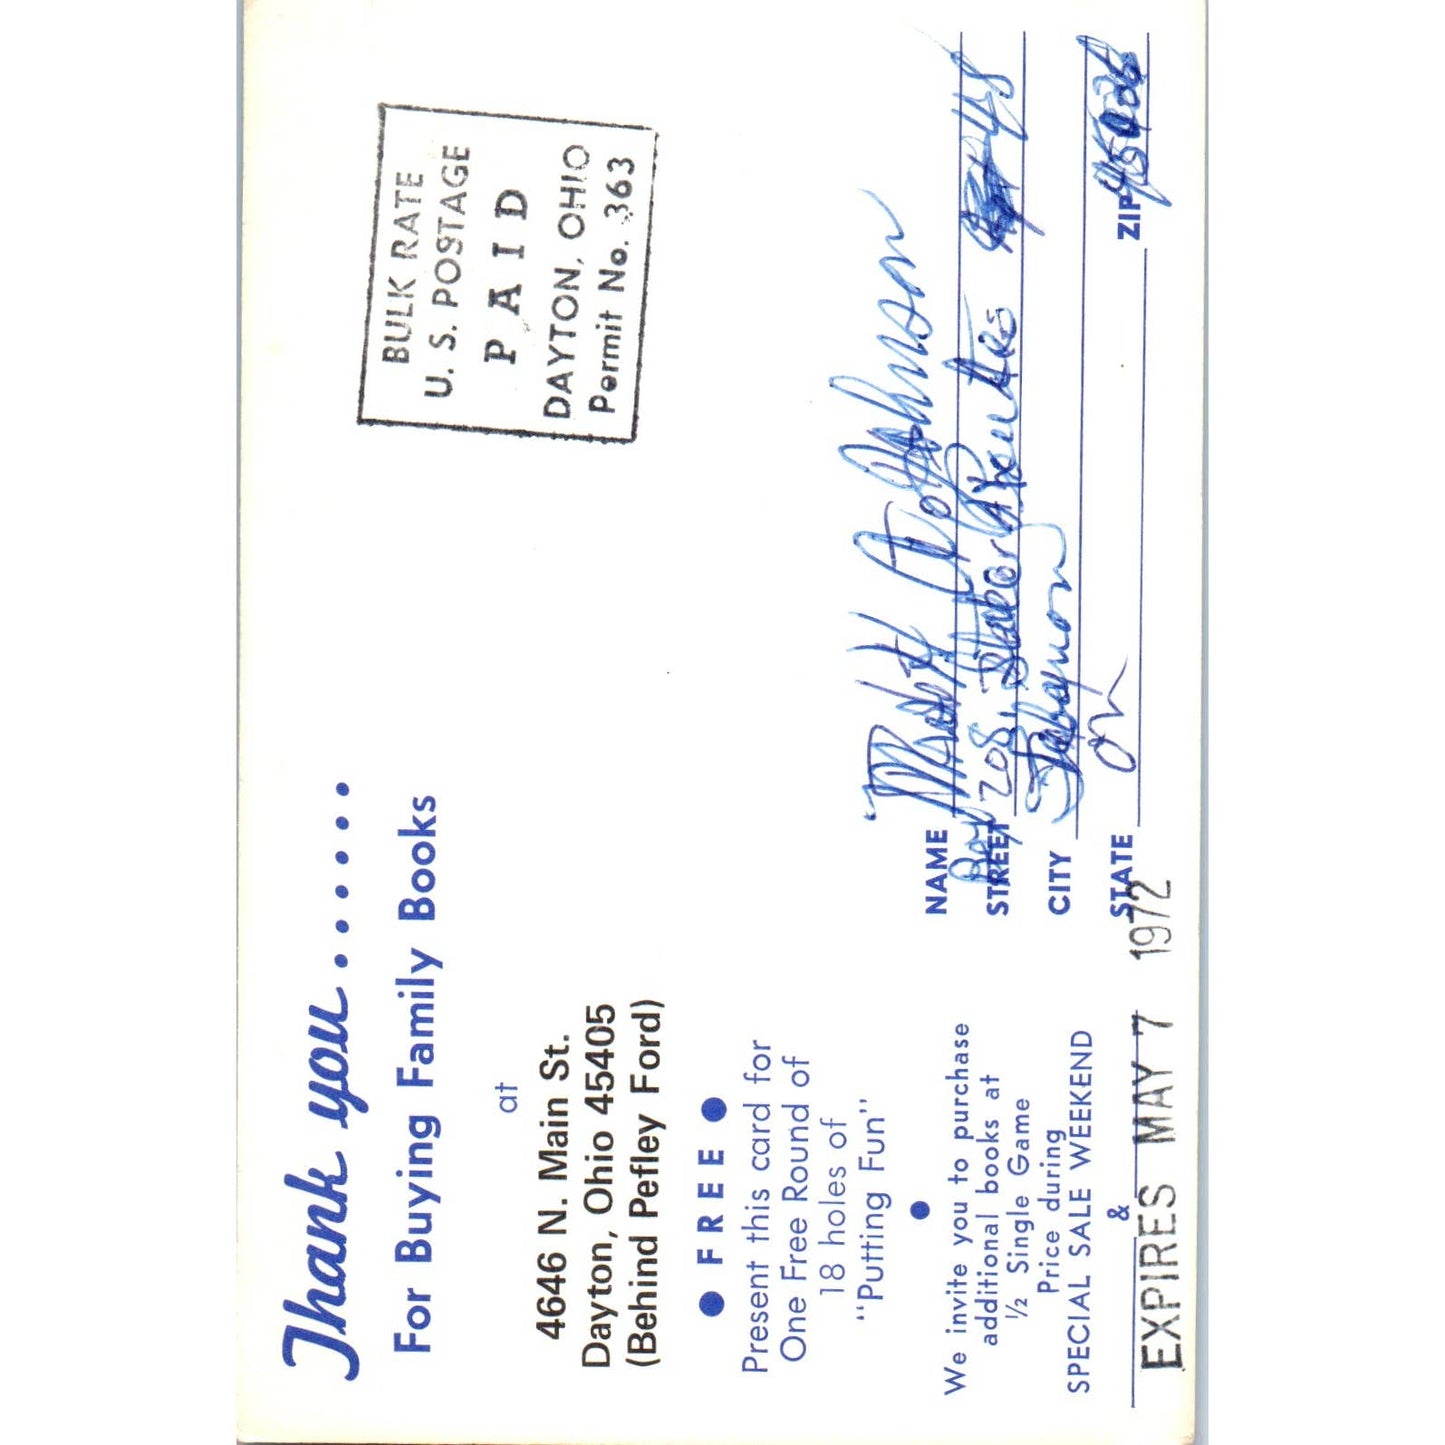 Thank you......
For Buying Family Books
at
4646 N. Main St.
Dayton, Ohio 45405
(Behind Pefley Ford)
• F R E E •
Present this card for
One Free Round of
18 holes of
"Putting Fun"
•
We invite you to purchase
additional books at
½ Single Game
Price during
SPECIAL SALE WEEKEND
&
EXPIRES MAY 7 1972
BULK RATE
U. S. POSTAGE
P A I D
DAYTON, OHIO
Permit No. 363
NAME Johnson
STREET 208
CITY
STATE
ZIP